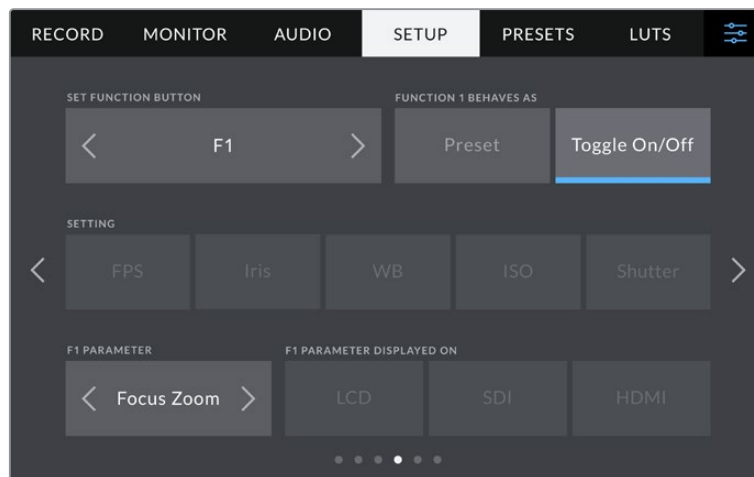 RECORD MONITOR AUDIO SETUP PRESETS LUTS
SET FUNCTION BUTTON FUNCTION 1 BEHAVES AS
F1 Preset Toggle On/Off
SETTING
FPS Iris WB ISO Shutter
F1 PARAMETER F1 PARAMETER DISPLAYED ON
Focus Zoom LCD SDI HDMI